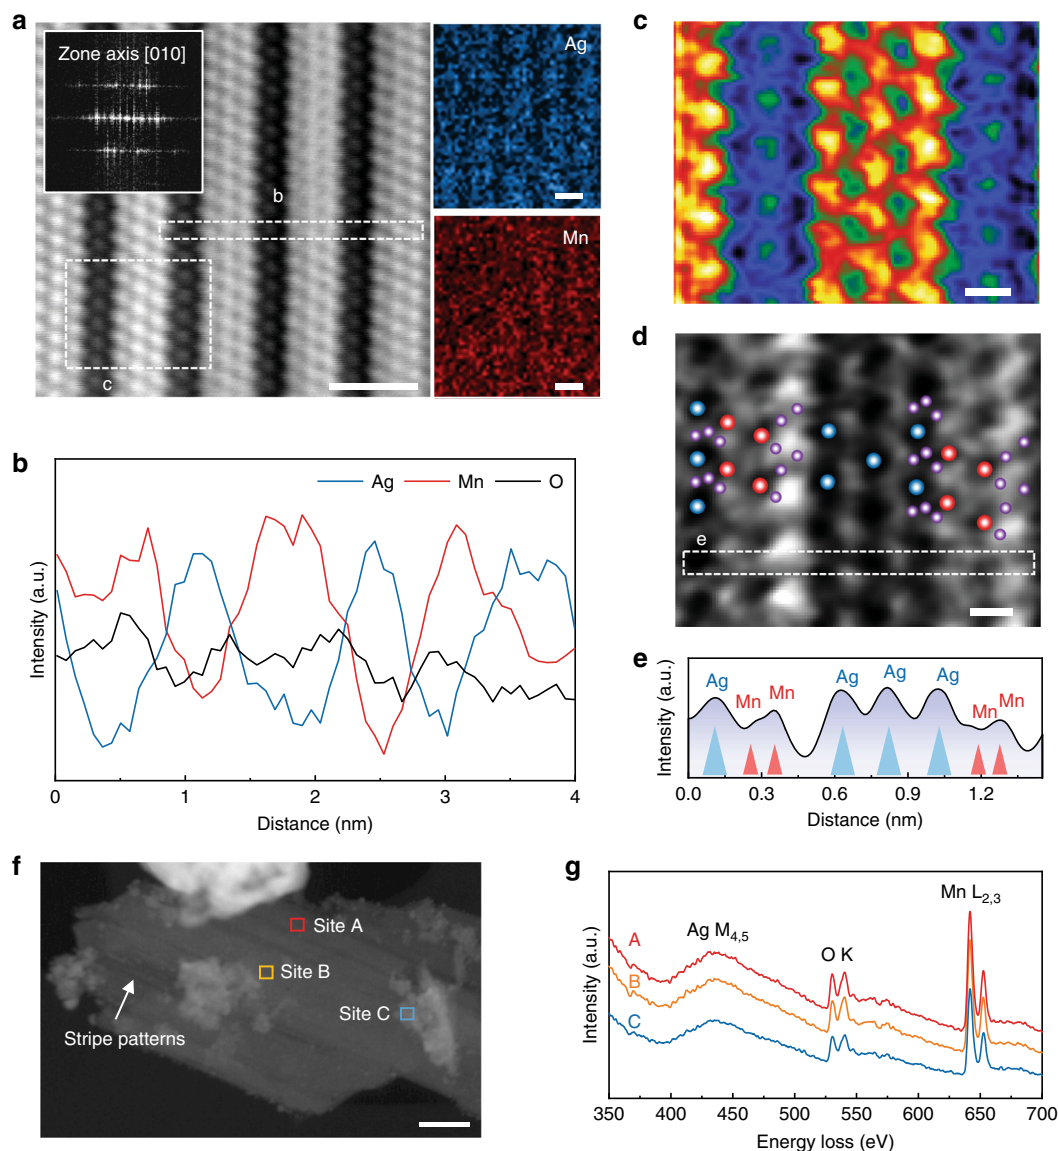 a
Zone axis [010]
b
c
Ag
Mn
c
d
e
b
Ag
Mn
O
Intensity (a.u.)
0
1
2
3
4
Distance (nm)
e
Ag
Mn
Mn
Ag
Ag
Ag
Mn
Mn
Intensity (a.u.)
0.0
0.3
0.6
0.9
1.2
Distance (nm)
f
Site A
Site B
Site C
Stripe patterns
g
Mn L2,3
Ag M4,5
O K
A
B
C
Intensity (a.u.)
350
400
450
500
550
600
650
700
Energy loss (eV)